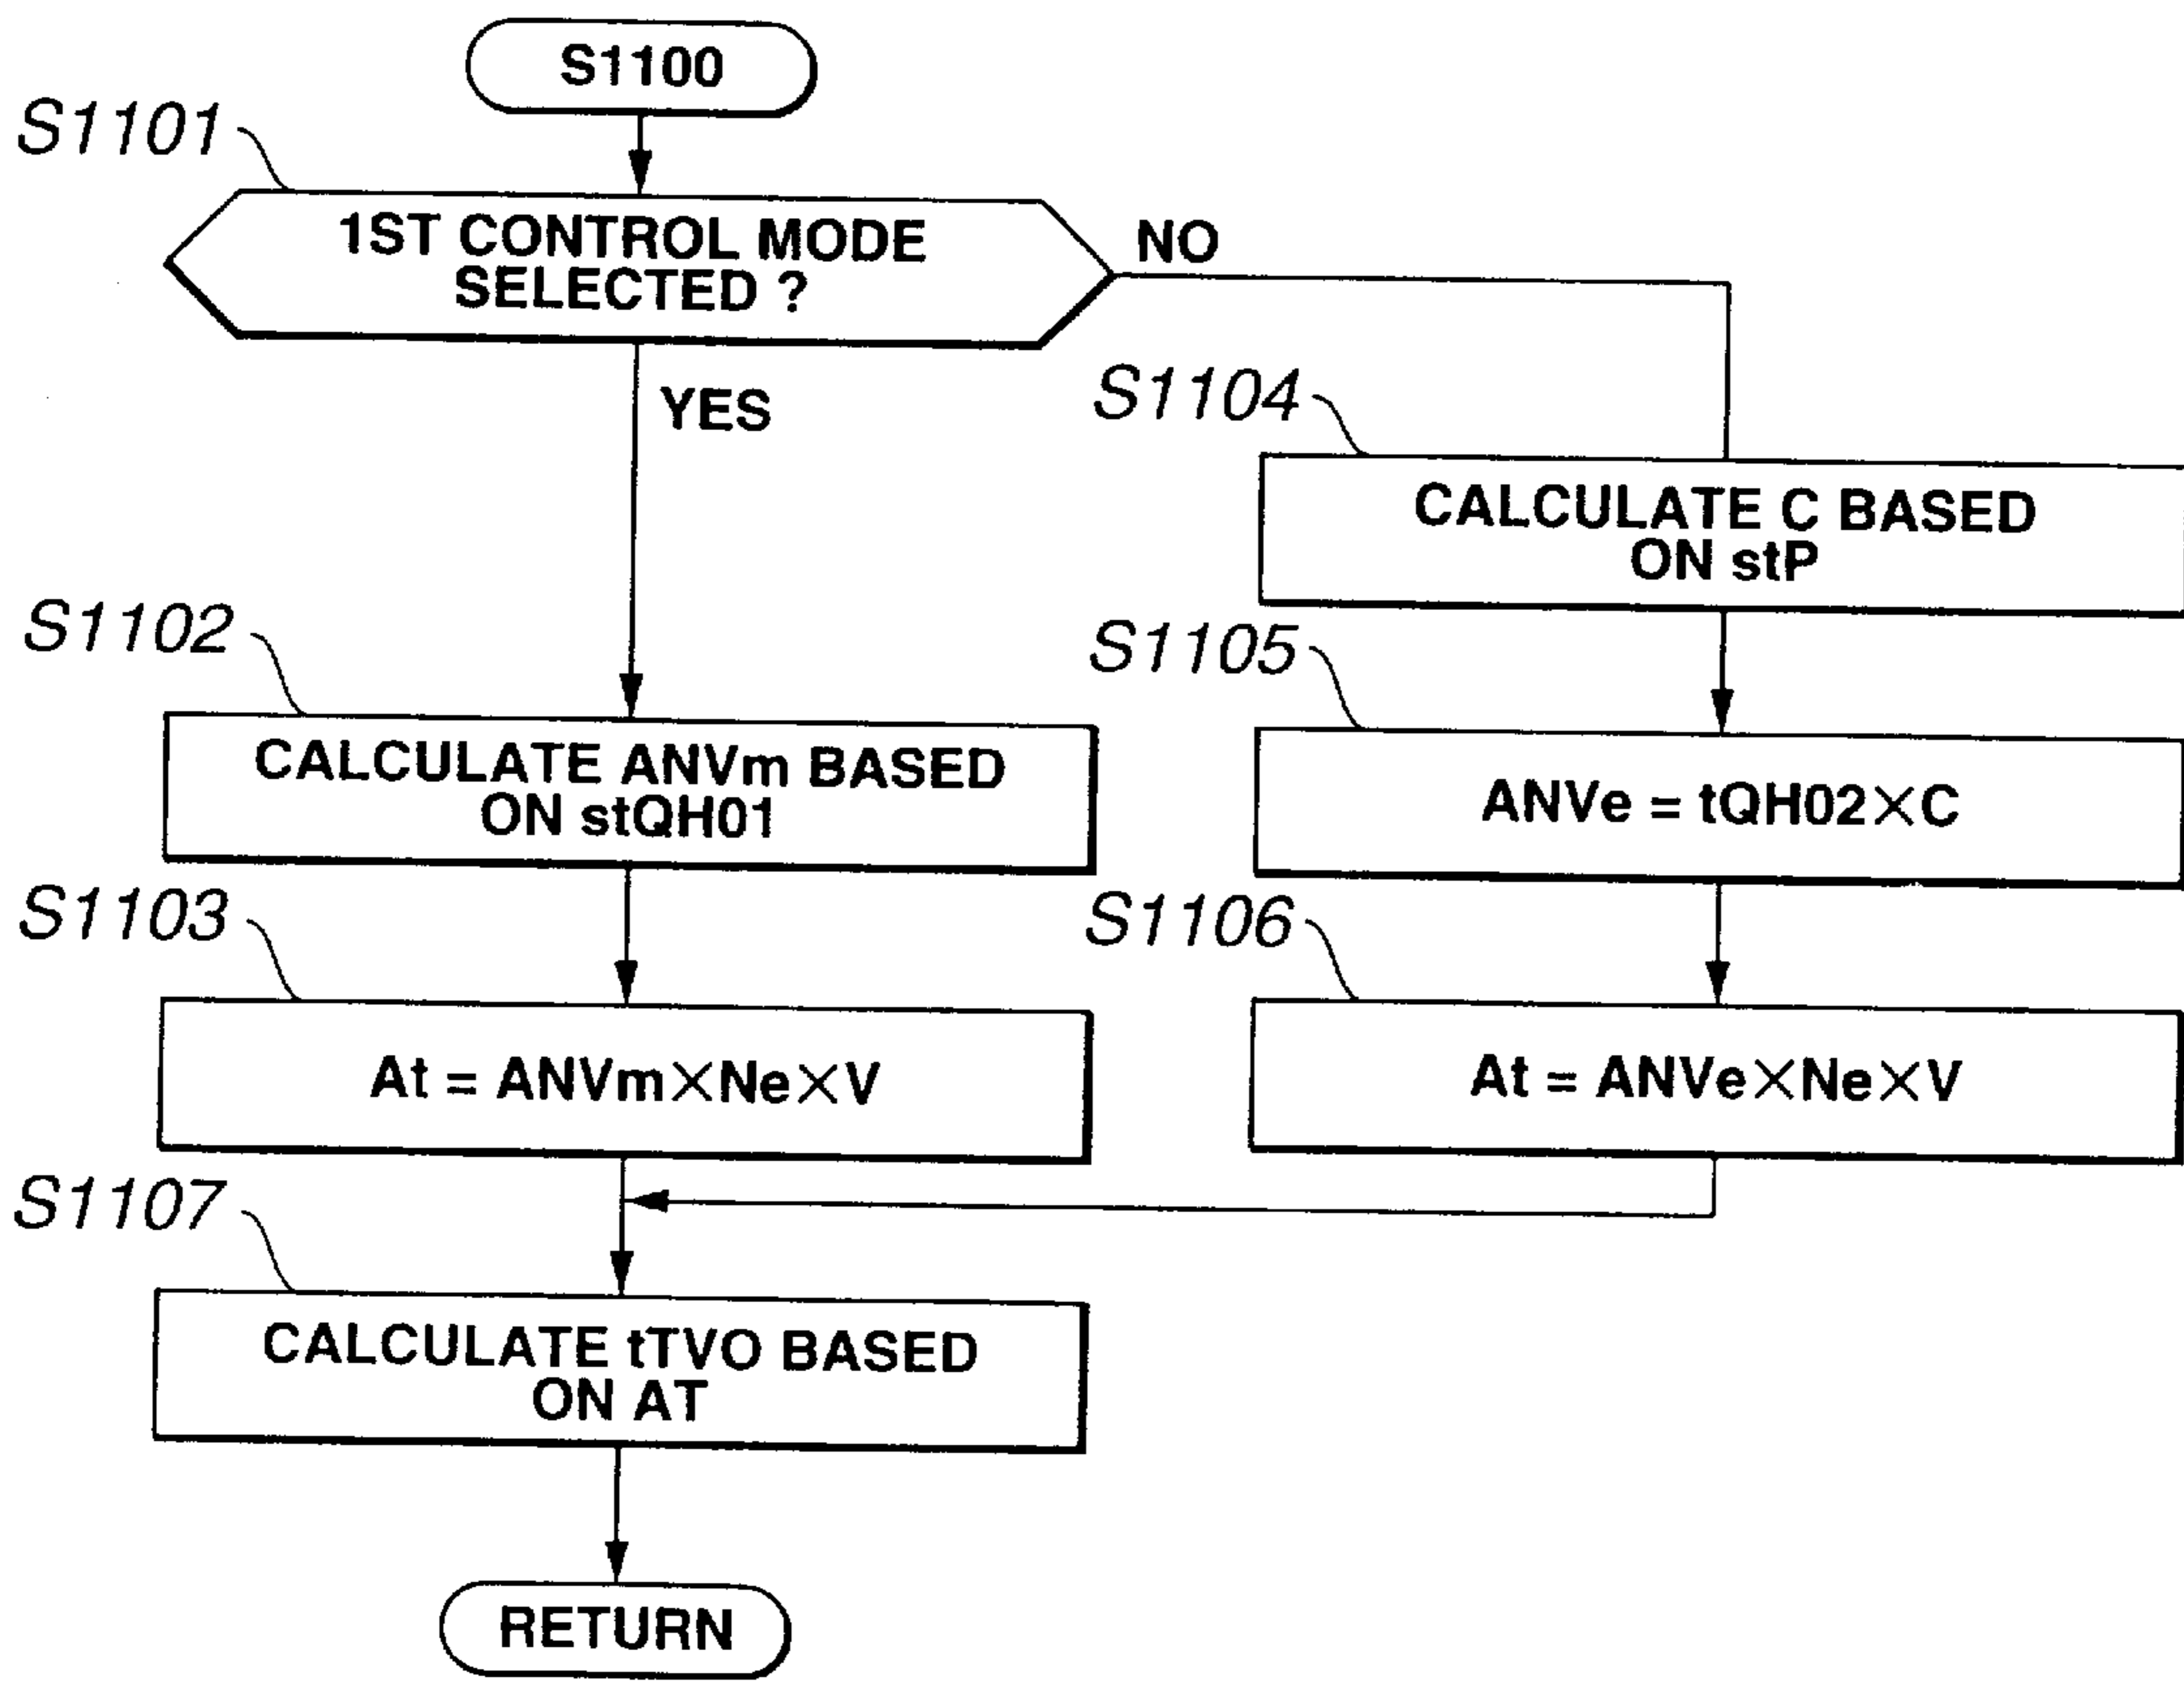 S1100
S1101
1ST CONTROL MODE
SELECTED ?
NO
YES
S1102
CALCULATE ANVm BASED
ON stQH01
S1103
At = ANVm×Ne×V
S1104
CALCULATE C BASED
ON stP
S1105
ANVe = tQH02×C
S1106
At = ANVe×Ne×V
S1107
CALCULATE tTVO BASED
ON AT
RETURN